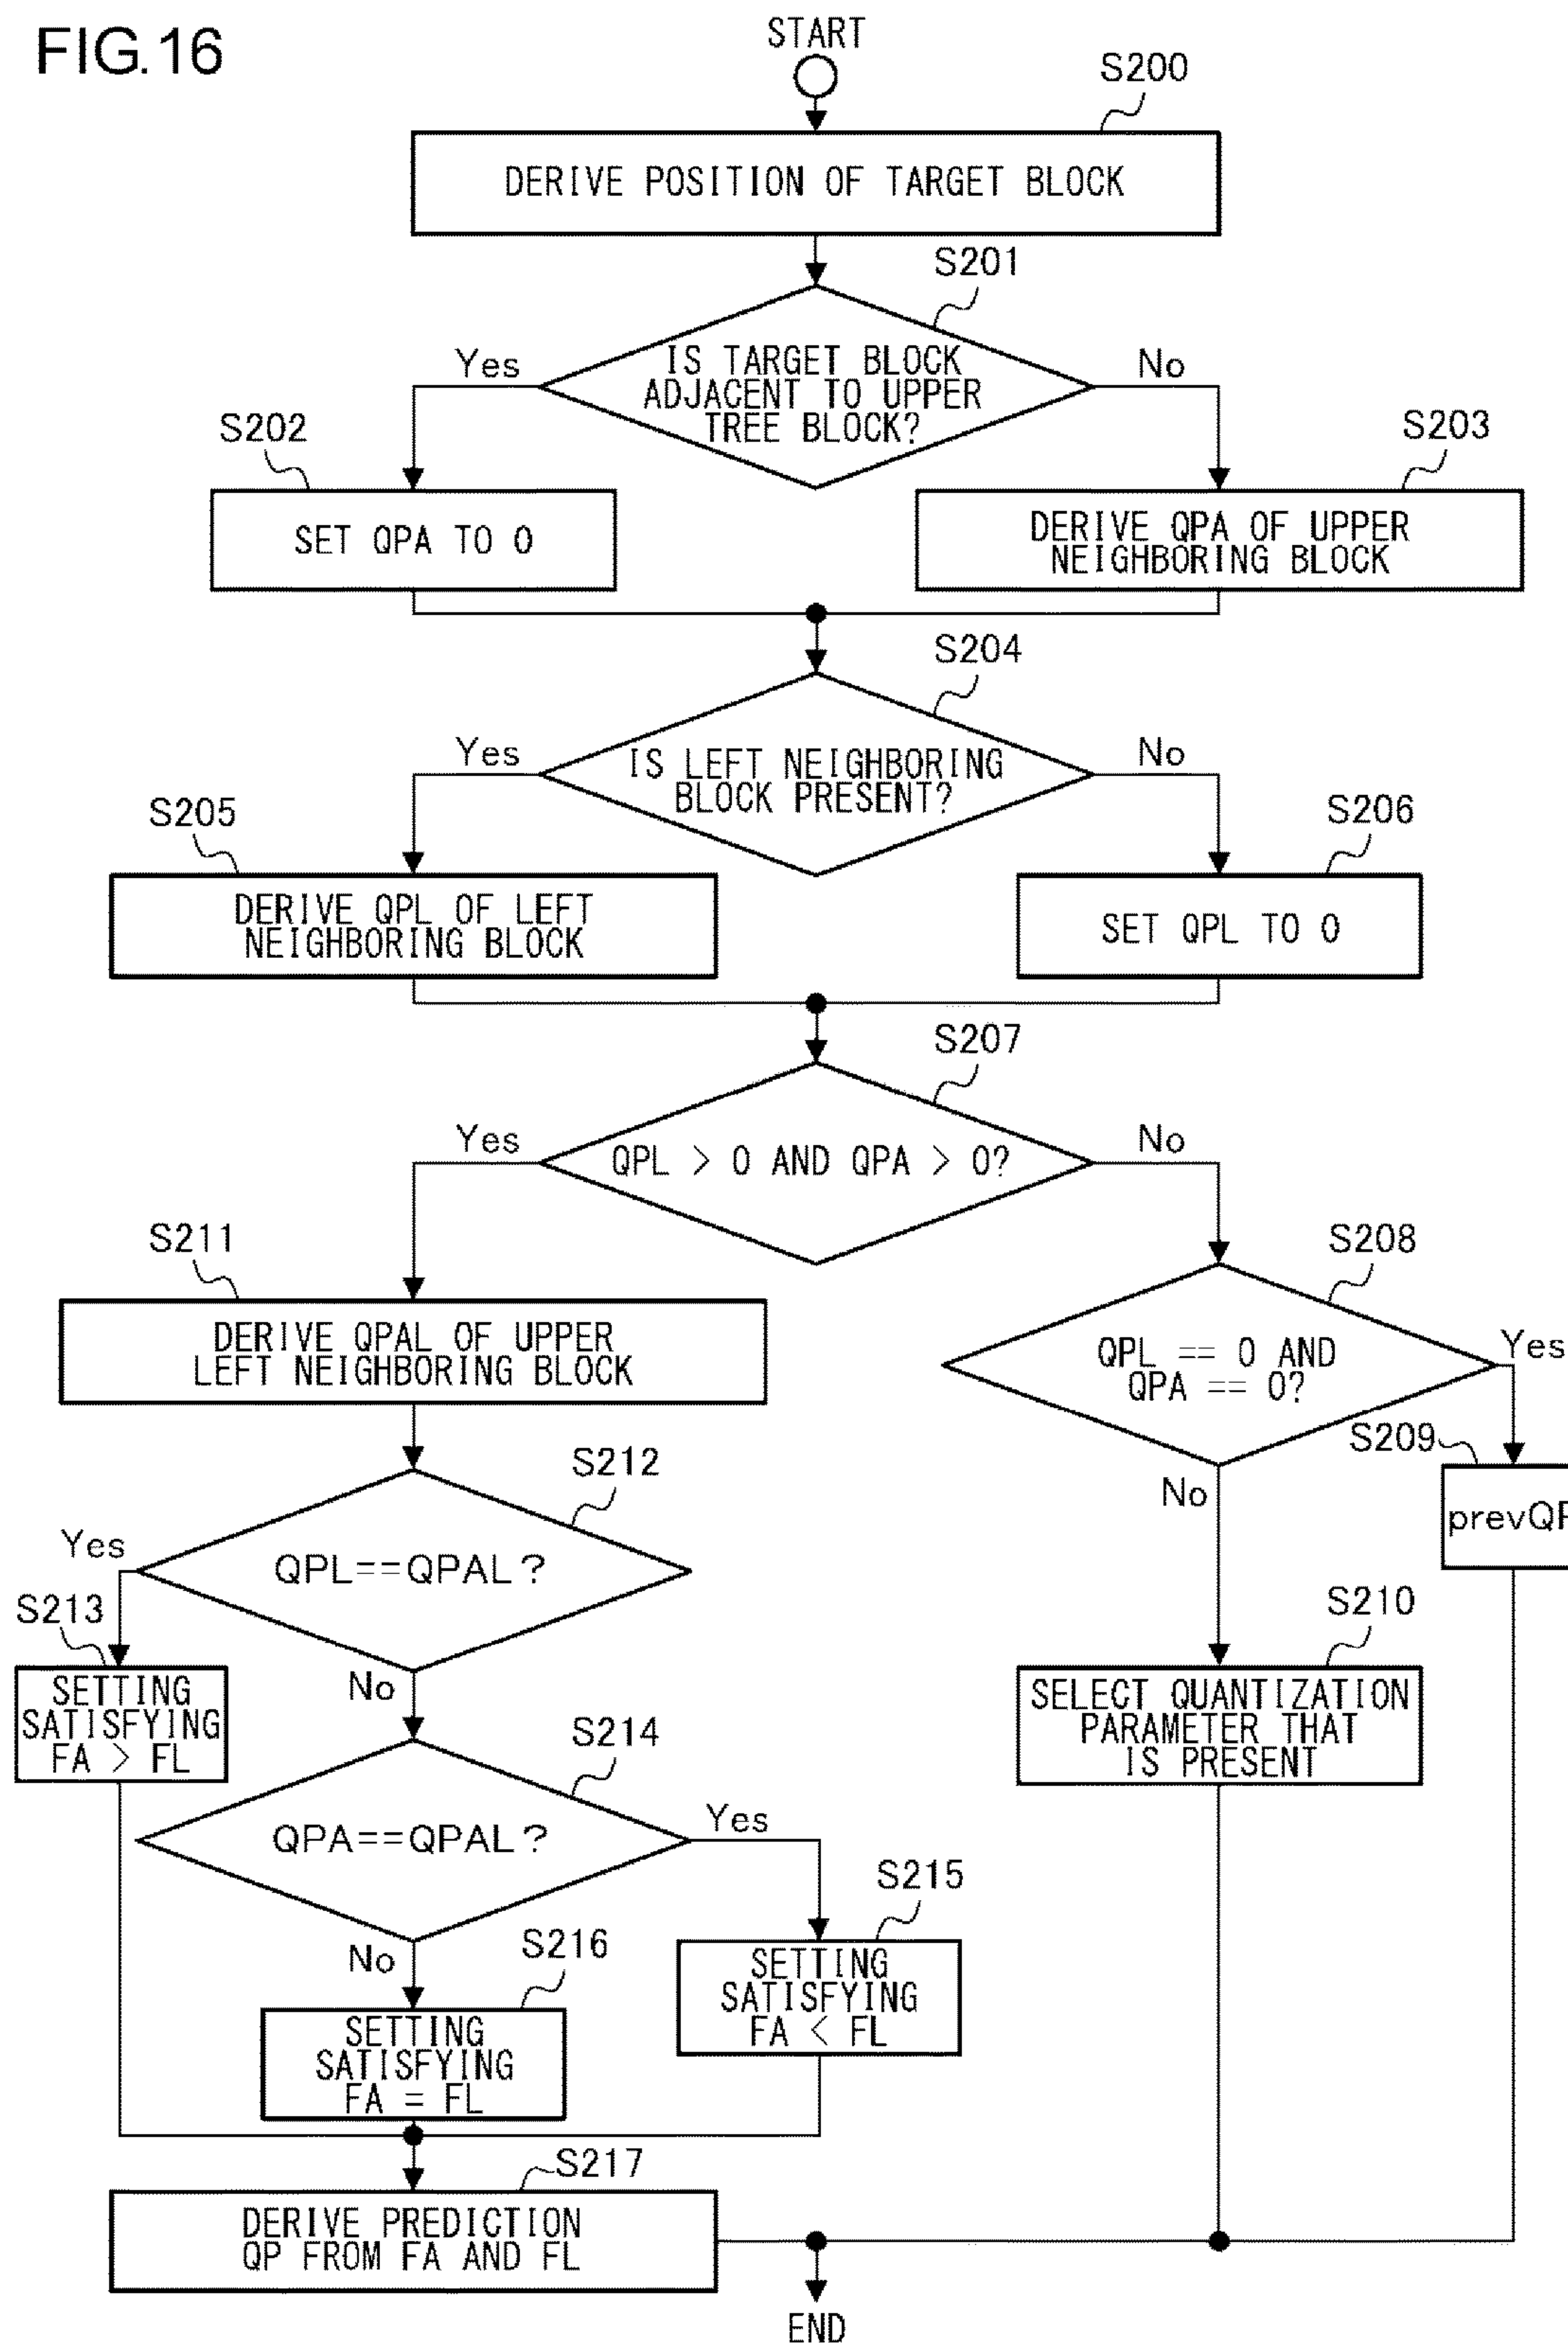 FIG.16
START
S200
DERIVE POSITION OF TARGET BLOCK
S201
IS TARGET BLOCK
ADJACENT TO UPPER
TREE BLOCK?
Yes
No
S202
SET QPA TO 0
S203
DERIVE QPA OF UPPER
NEIGHBORING BLOCK
S204
IS LEFT NEIGHBORING
BLOCK PRESENT?
Yes
No
S205
DERIVE QPL OF LEFT
NEIGHBORING BLOCK
S206
SET QPL TO 0
S207
QPL > 0 AND QPA > 0?
Yes
No
S211
DERIVE QPAL OF UPPER
LEFT NEIGHBORING BLOCK
S208
QPL == 0 AND
QPA == 0?
Yes
No
S209
prevQP
S212
QPL==QPAL?
Yes
No
S213
SETTING
SATISFYING
FA > FL
S210
SELECT QUANTIZATION
PARAMETER THAT
IS PRESENT
S214
QPA==QPAL?
Yes
No
S215
SETTING
SATISFYING
FA < FL
S216
SETTING
SATISFYING
FA = FL
S217
DERIVE PREDICTION
QP FROM FA AND FL
END